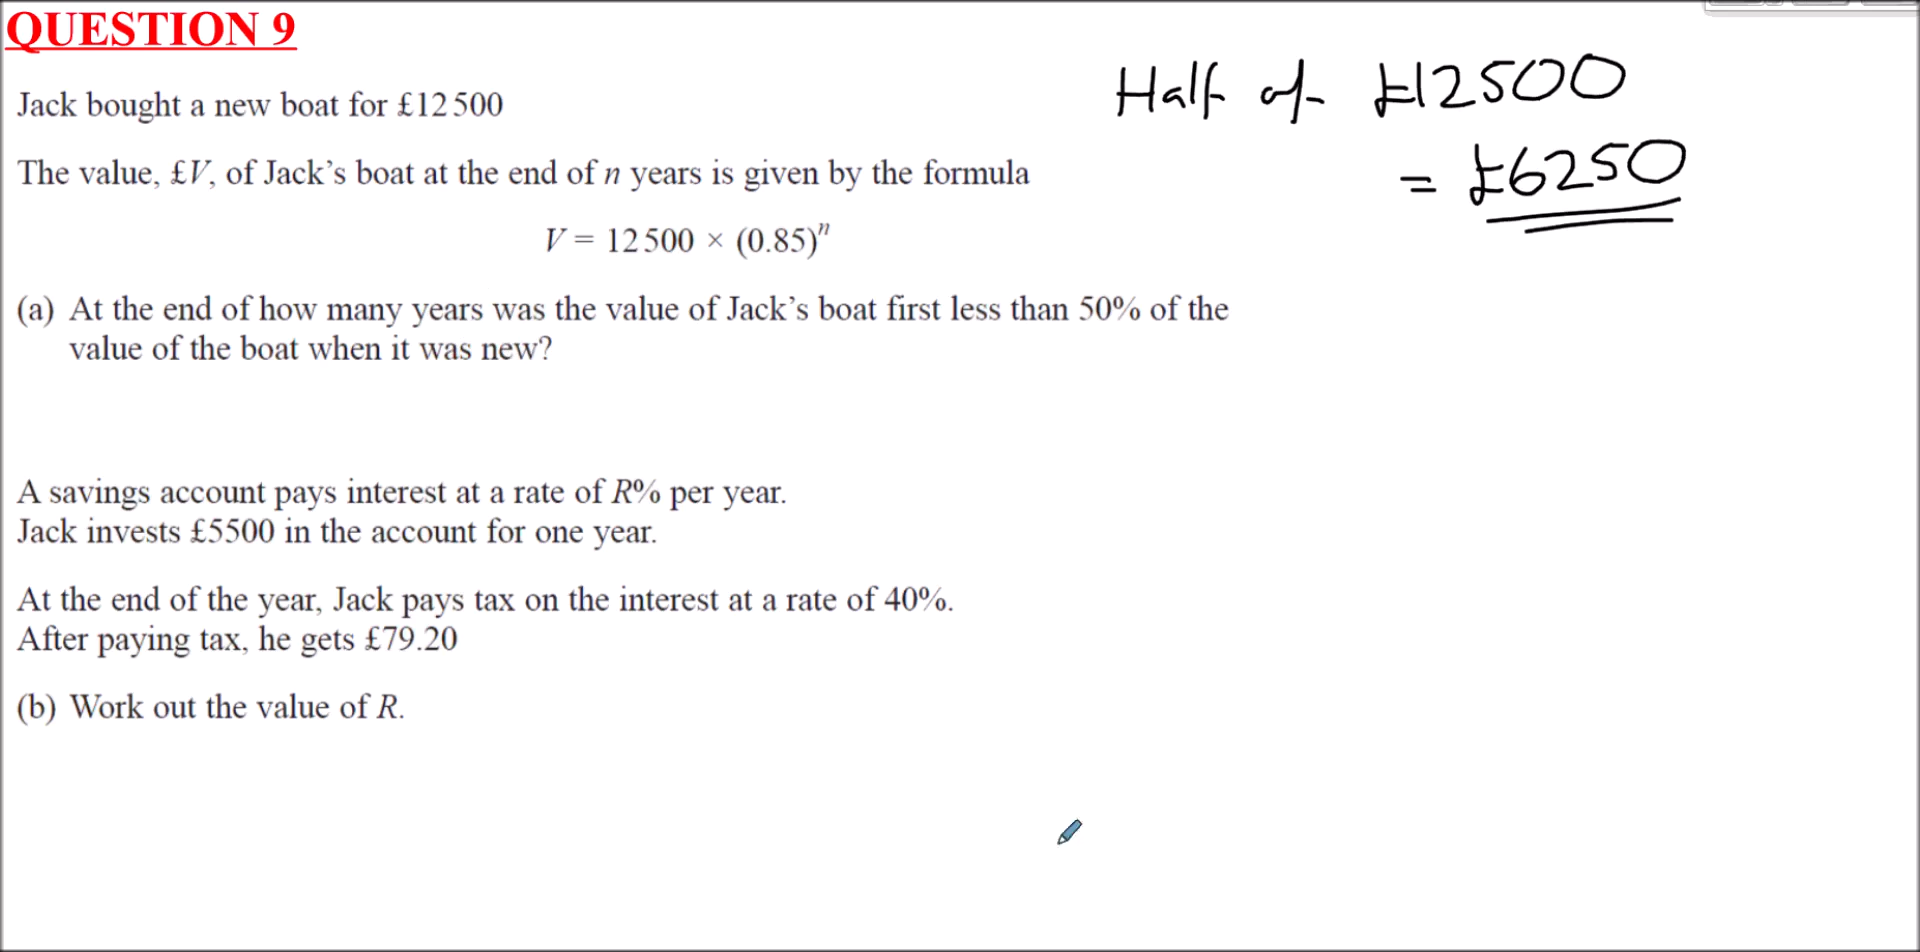 QUESTION 9
Jack bought a new boat for £12 500
The value, £V, of Jack's boat at the end of n years is given by the formula
V = 12 500 × (0.85)ⁿ
(a) At the end of how many years was the value of Jack's boat first less than 50% of the
value of the boat when it was new?
A savings account pays interest at a rate of R% per year.
Jack invests £5500 in the account for one year.
At the end of the year, Jack pays tax on the interest at a rate of 40%.
After paying tax, he gets £79.20
(b) Work out the value of R.
Half of £12500
= £6250